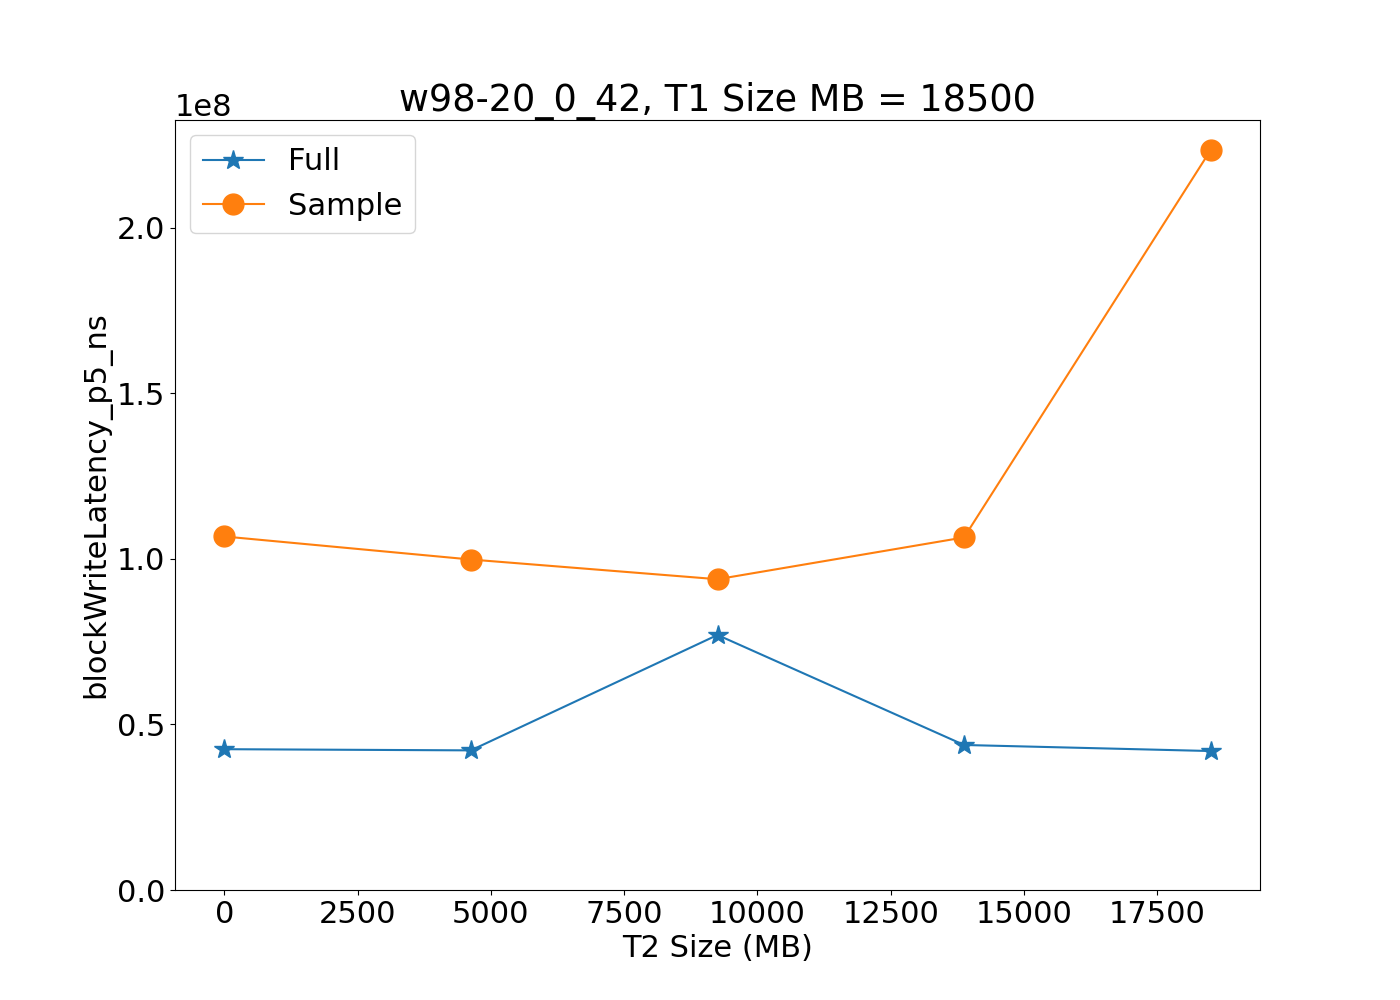 1e8
w98-20_0_42, T1 Size MB = 18500
Full
Sample
2.0
1.5
1.0
0.5
0.0
blockWriteLatency_p5_ns
0 2500 5000 7500 10000 12500 15000 17500
T2 Size (MB)